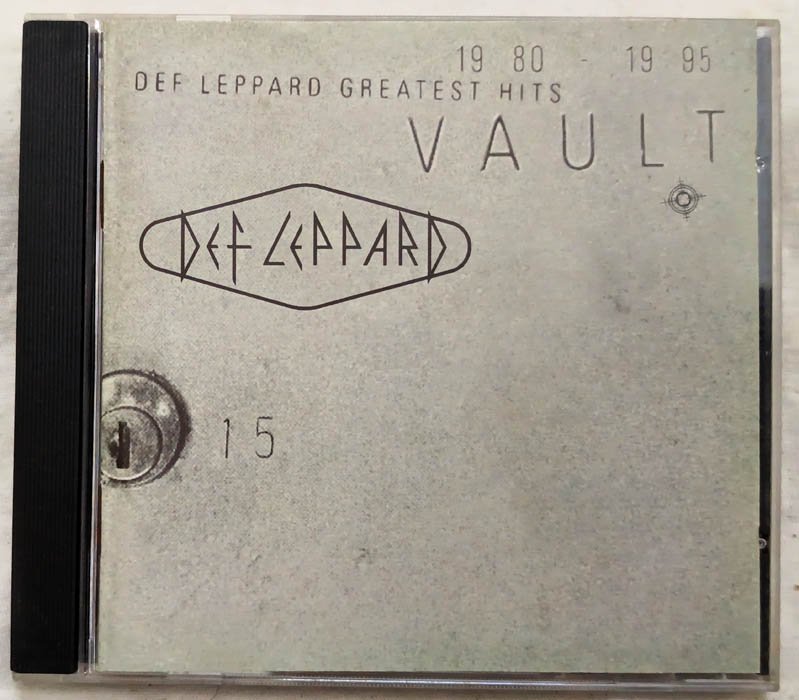 19 80 - 19 95
DEF LEPPARD GREATEST HITS
VAULT
DEF LEPPARD
15